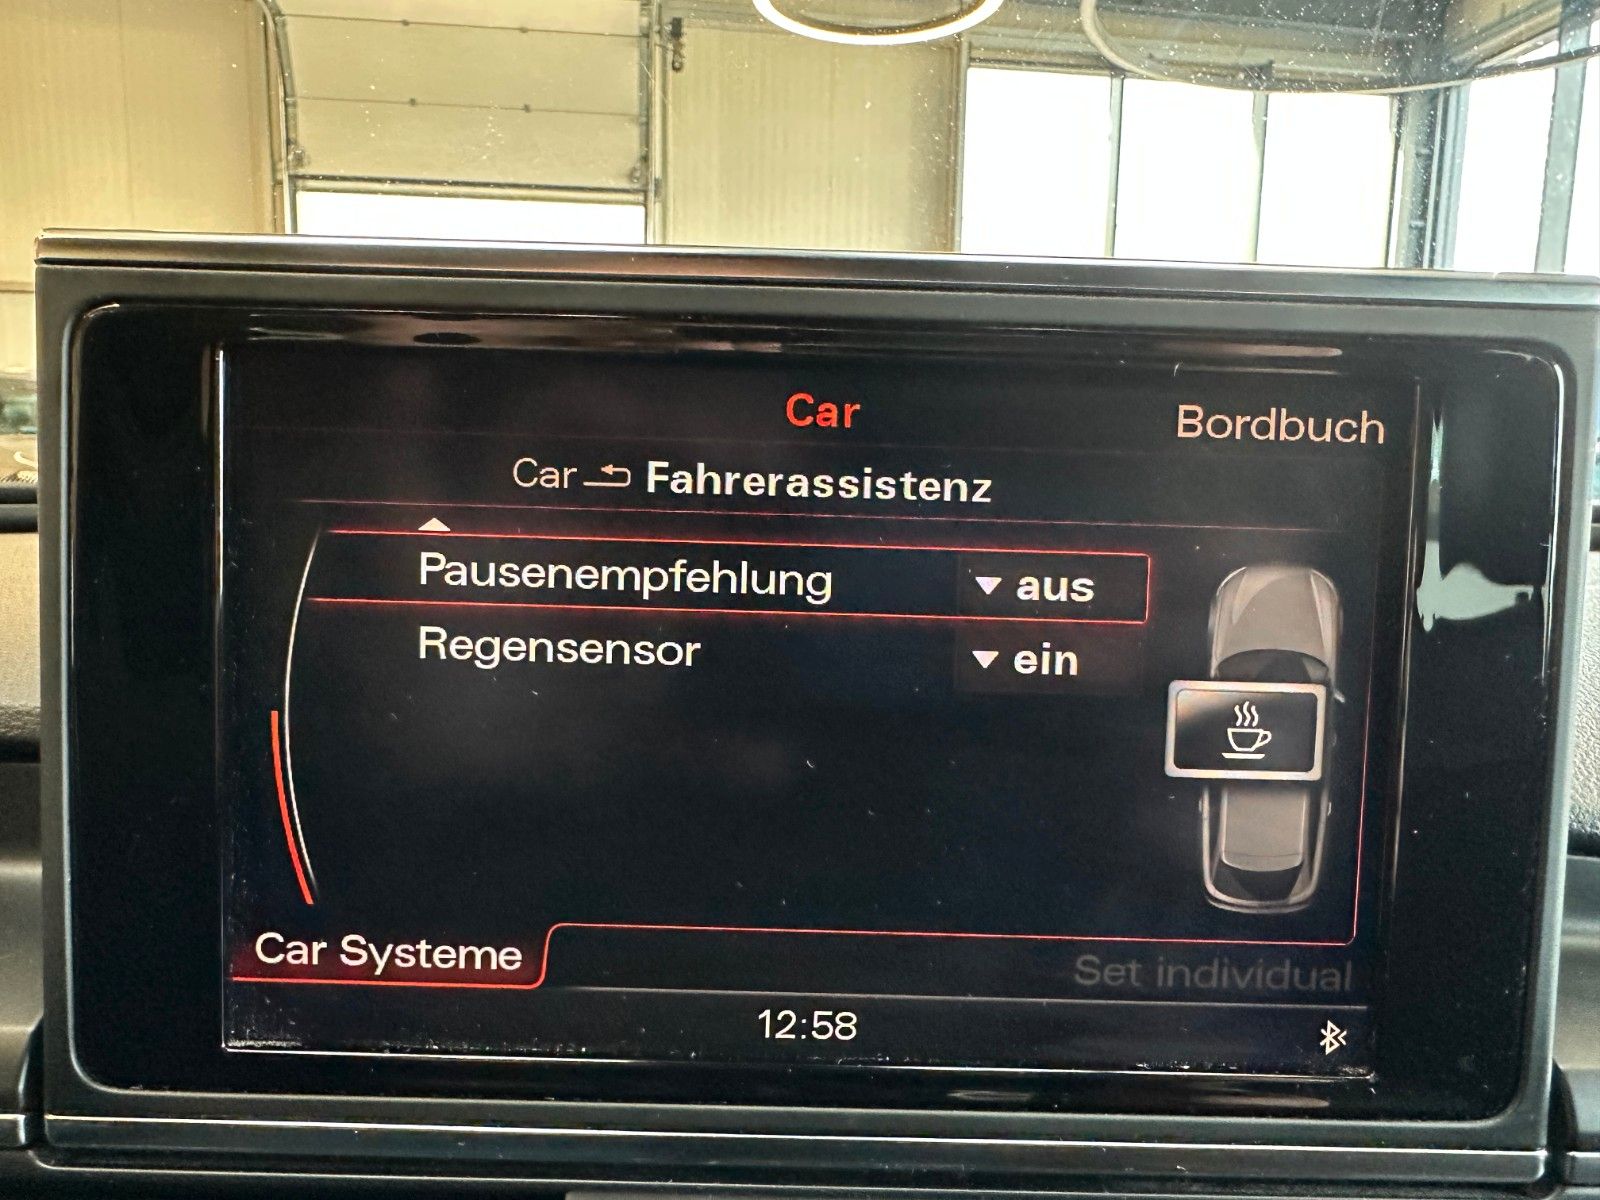 Car
Bordbuch
Car Fahrerassistenz
Pausenempfehlung aus
Regensensor ein
Car Systeme
Set individual
12:58